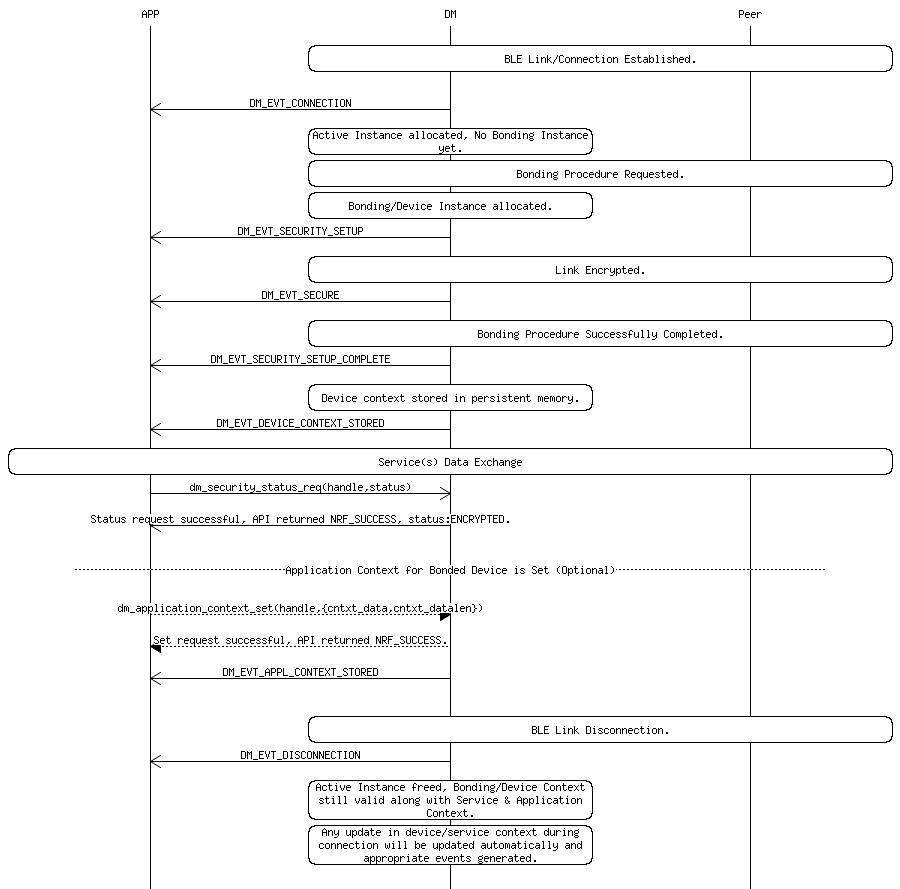 APP DM Peer
BLE Link/Connection Established.
DM_EVT_CONNECTION
Active Instance allocated, No Bonding Instance
yet.
Bonding Procedure Requested.
Bonding/Device Instance allocated.
DM_EVT_SECURITY_SETUP
Link Encrypted.
DM_EVT_SECURE
Bonding Procedure Successfully Completed.
DM_EVT_SECURITY_SETUP_COMPLETE
Device context stored in persistent memory.
DM_EVT_DEVICE_CONTEXT_STORED
Service(s) Data Exchange
dm_security_status_req(handle,status)
Status request successful, API returned NRF_SUCCESS, status:ENCRYPTED.
Application Context for Bonded Device is Set (Optional)
dm_application_context_set(handle,{cntxt_data,cntxt_datalen})
Set request successful, API returned NRF_SUCCESS.
DM_EVT_APPL_CONTEXT_STORED
BLE Link Disconnection.
DM_EVT_DISCONNECTION
Active Instance freed, Bonding/Device Context
still valid along with Service & Application
Context.
Any update in device/service context during
connection will be updated automatically and
appropriate events generated.